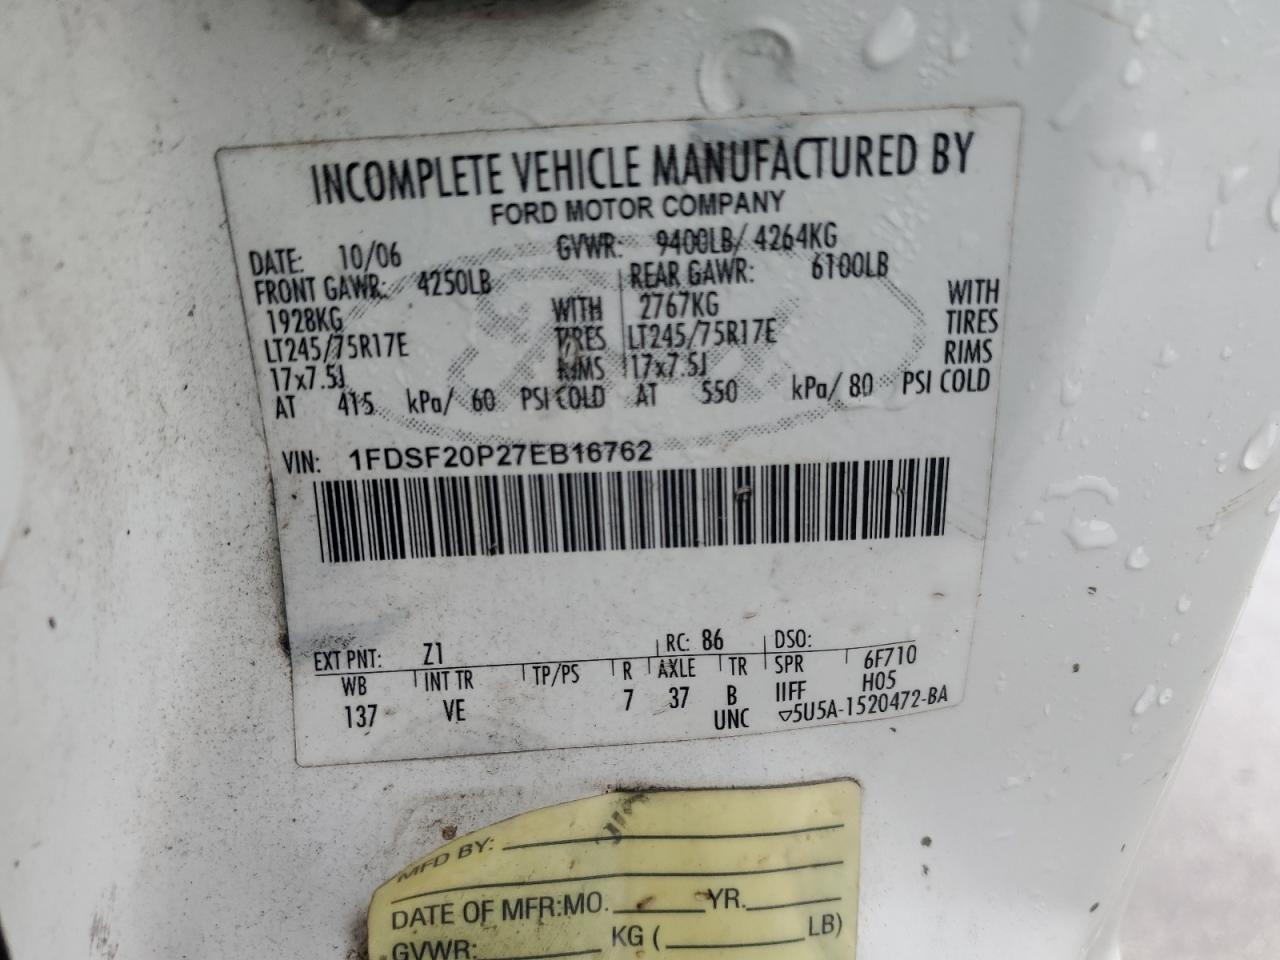 INCOMPLETE VEHICLE MANUFACTURED BY
FORD MOTOR COMPANY
DATE: 10/06 GVWR: 9400LB/ 4264KG
FRONT GAWR: 4250LB REAR GAWR: 6100LB
1928KG WITH 2767KG WITH
LT245/75R17E TIRES LT245/75R17E TIRES
17x7.5J RIMS 17x7.5J RIMS
AT 415 kPa/ 60 PSI COLD AT 550 kPa/ 80 PSI COLD
VIN: 1FDSF20P27EB16762
EXT PNT: Z1 RC: 86 DSO:
WB INT TR TP/PS R AXLE TR SPR 6F710
137 VE 7 37 B IIFF H05
UNC ▽5U5A-1520472-BA
MFD BY:
DATE OF MFR:MO. YR.
GVWR: KG ( LB)